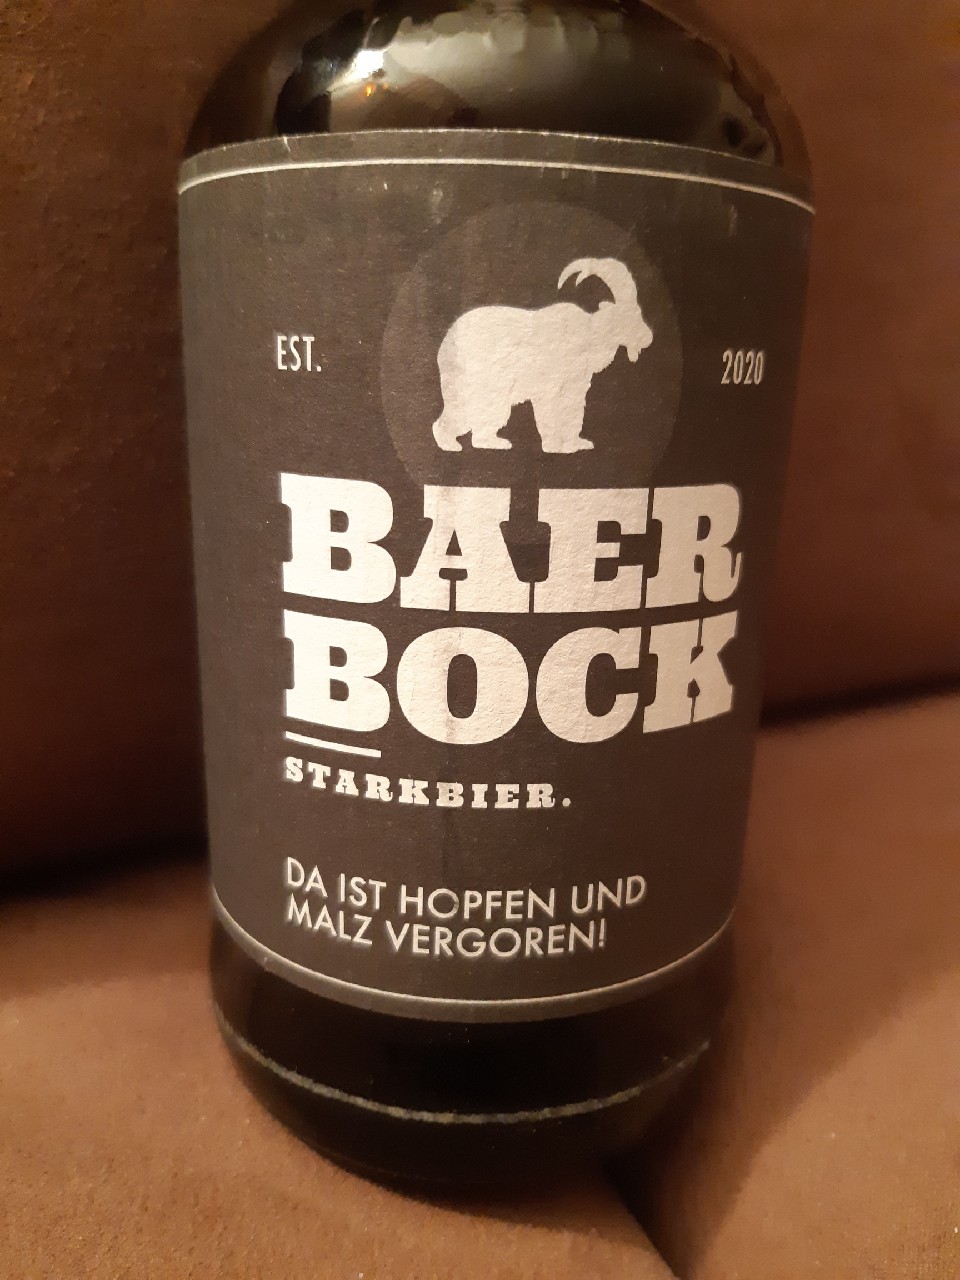 EST. 2020
BAER
BOCK
STARKBIER.
DA IST HOPFEN UND
MALZ VERGOREN!